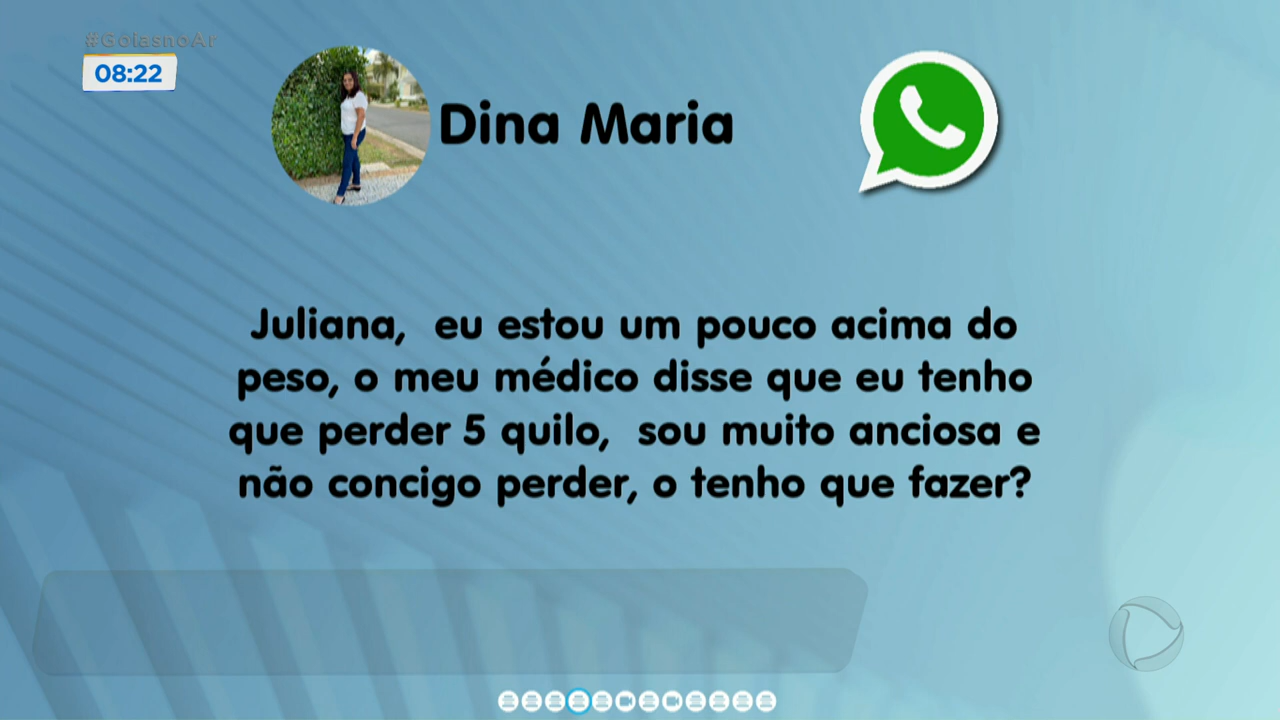 #GoiásnoAr
08:22
Dina Maria
Juliana, eu estou um pouco acima do
peso, o meu médico disse que eu tenho
que perder 5 quilo, sou muito anciosa e
não concigo perder, o tenho que fazer?